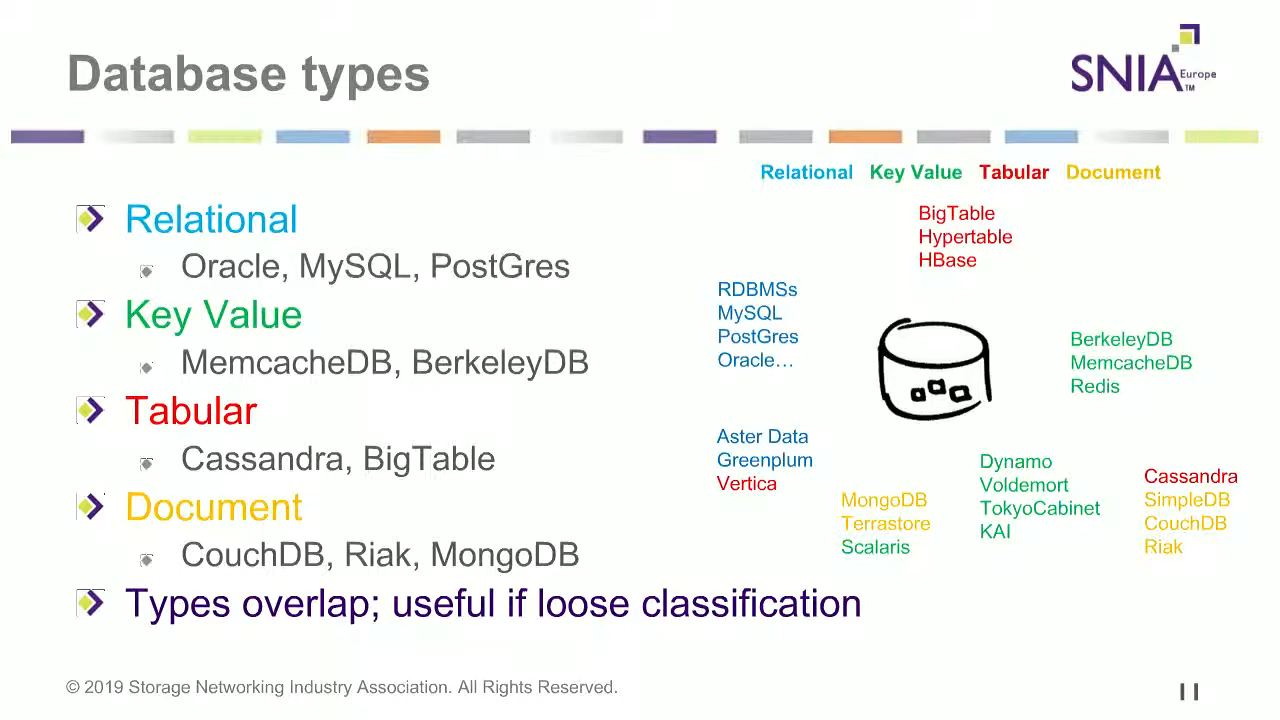 Database types
SNIA Europe
TM
Relational Key Value Tabular Document
Relational
Oracle, MySQL, PostGres
Key Value
MemcacheDB, BerkeleyDB
Tabular
Cassandra, BigTable
Document
CouchDB, Riak, MongoDB
Types overlap; useful if loose classification
BigTable
Hypertable
HBase
RDBMSs
MySQL
PostGres
Oracle…
BerkeleyDB
MemcacheDB
Redis
Aster Data
Greenplum
Vertica
MongoDB
Terrastore
Scalaris
Dynamo
Voldemort
TokyoCabinet
KAI
Cassandra
SimpleDB
CouchDB
Riak
© 2019 Storage Networking Industry Association. All Rights Reserved.
11